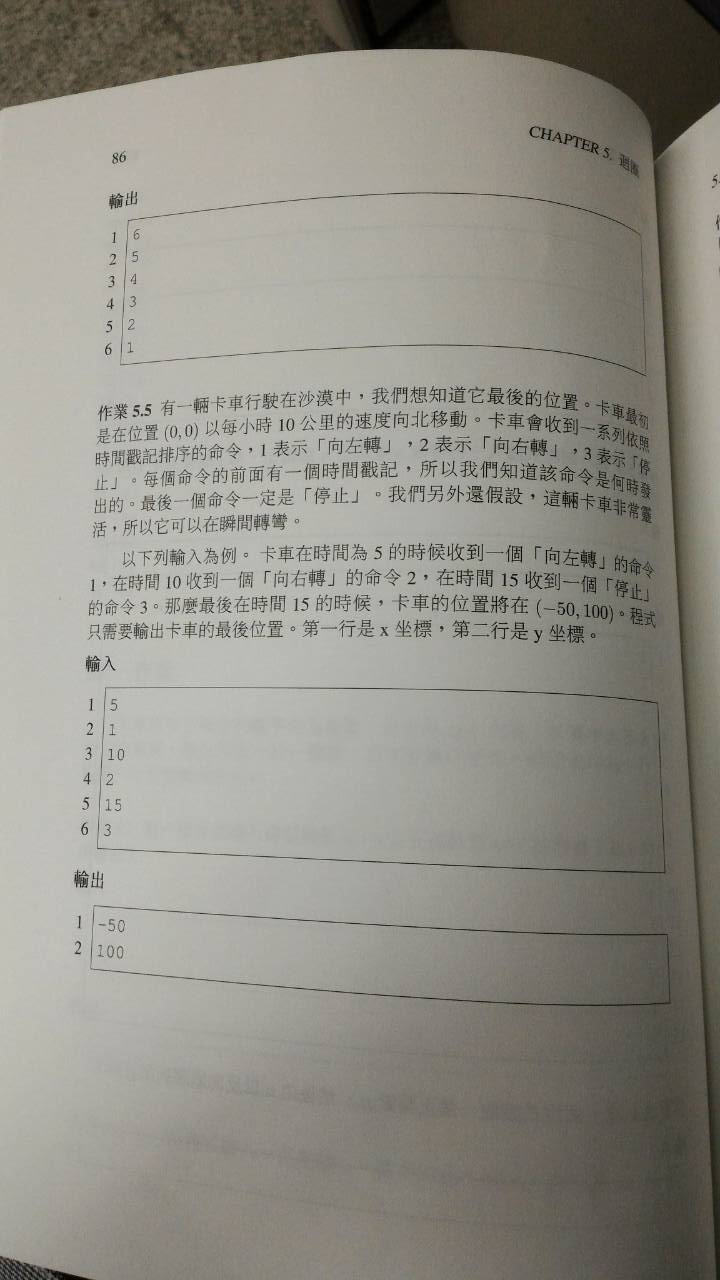 86
CHAPTER 5. 迴圈
輸出
1 6
2 5
3 4
4 3
5 2
6 1
作業 5.5 有一輛卡車行駛在沙漠中，我們想知道它最後的位置。卡車最初
是在位置 (0, 0) 以每小時 10 公里的速度向北移動。卡車會收到一系列依照
時間戳記排序的命令，1 表示「向左轉」，2 表示「向右轉」，3 表示「停
止」。每個命令的前面有一個時間戳記，所以我們知道該命令是何時發
出的。最後一個命令一定是「停止」。我們另外還假設，這輛卡車非常靈
活，所以它可以在瞬間轉彎。
以下列輸入為例。卡車在時間為 5 的時候收到一個「向左轉」的命令
1，在時間 10 收到一個「向右轉」的命令 2，在時間 15 收到一個「停止」
的命令 3。那麼最後在時間 15 的時候，卡車的位置將在 (−50, 100)。程式
只需要輸出卡車的最後位置。第一行是 x 坐標，第二行是 y 坐標。
輸入
1 5
2 1
3 10
4 2
5 15
6 3
輸出
1 -50
2 100